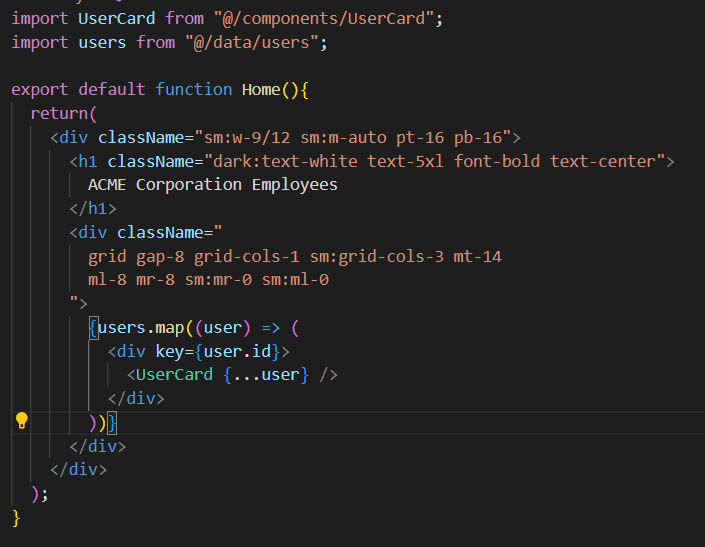 import UserCard from "@/components/UserCard";
import users from "@/data/users";

export default function Home(){
  return(
    <div className="sm:w-9/12 sm:m-auto pt-16 pb-16">
      <h1 className="dark:text-white text-5xl font-bold text-center">
        ACME Corporation Employees
      </h1>
      <div className="
        grid gap-8 grid-cols-1 sm:grid-cols-3 mt-14
        ml-8 mr-8 sm:mr-0 sm:ml-0
      ">
        {users.map((user) => (
          <div key={user.id}>
            <UserCard {...user} />
          </div>
        ))}
      </div>
    </div>
  );
}